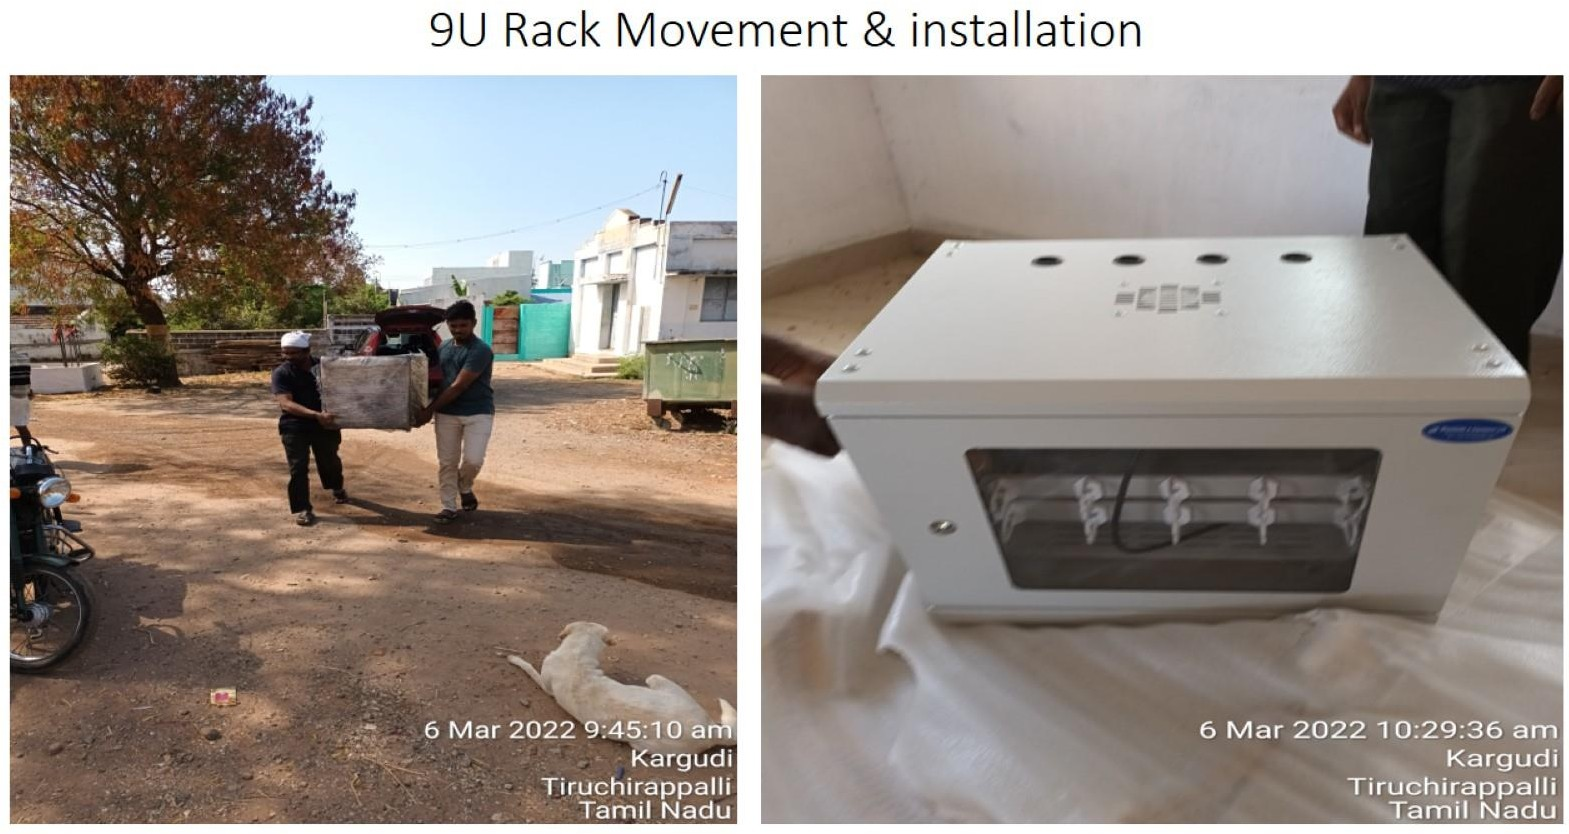 9U Rack Movement & installation
6 Mar 2022 9:45:10 am
Kargudi
Tiruchirappalli
Tamil Nadu
6 Mar 2022 10:29:36 am
Kargudi
Tiruchirappalli
Tamil Nadu